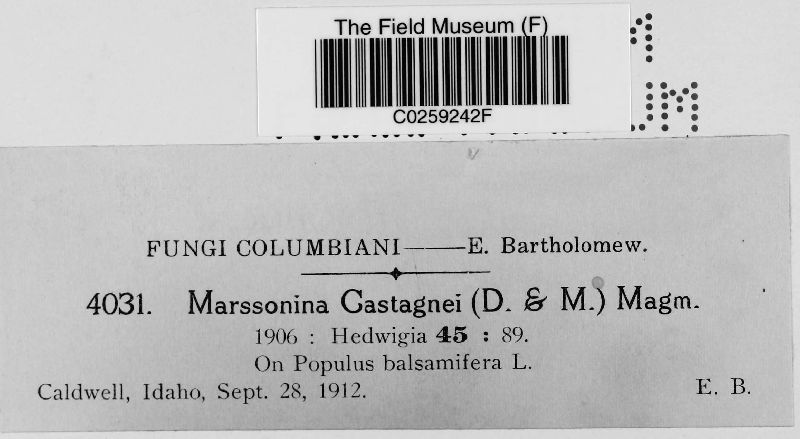 The Field Museum (F)
C0259242F
FUNGI COLUMBIANI——E. Bartholomew.
4031. Marssonina Castagnei (D. & M.) Magm.
1906 : Hedwigia 45 : 89.
On Populus balsamifera L.
Caldwell, Idaho, Sept. 28, 1912. E. B.